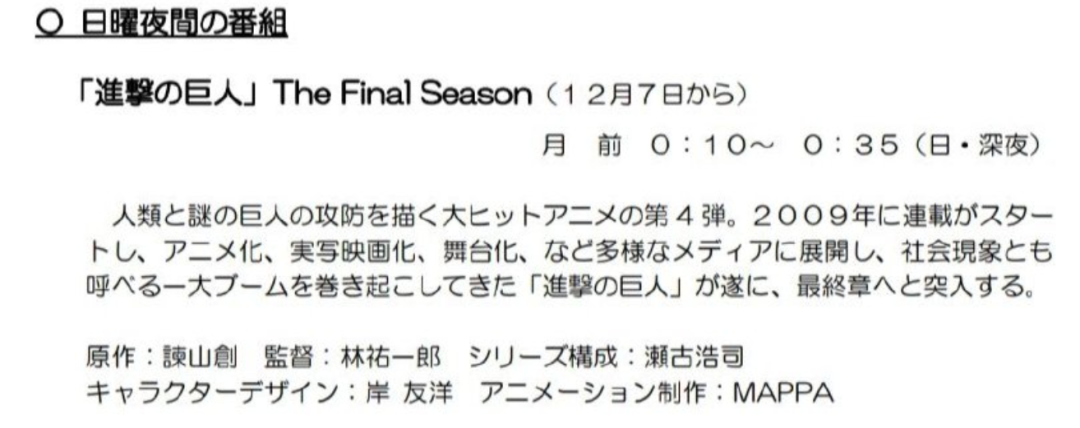 ○ 日曜夜間の番組
「進撃の巨人」The Final Season（１２月７日から）
月 前 ０：１０～ ０：３５（日・深夜）
人類と謎の巨人の攻防を描く大ヒットアニメの第４弾。２００９年に連載がスター
トし、アニメ化、実写映画化、舞台化、など多様なメディアに展開し、社会現象とも
呼べる一大ブームを巻き起こしてきた「進撃の巨人」が遂に、最終章へと突入する。
原作：諫山創 監督：林祐一郎 シリーズ構成：瀬古浩司
キャラクターデザイン：岸 友洋 アニメーション制作：MAPPA